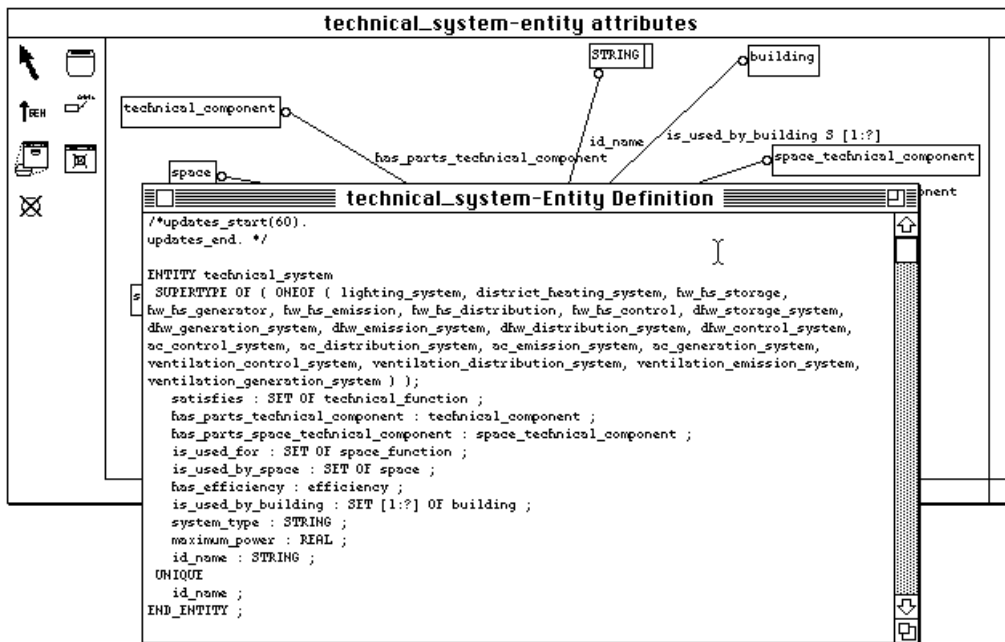 technical_system-entity attributes
STRING
building
GEN
technical_component
id_name
is_used_by_building S [1:?]
has_parts_technical_component
space_technical_component
space
technical_system-Entity Definition
/*updates_start(60).
updates_end. */
ENTITY technical_system
SUPERTYPE OF ( ONEOF ( lighting_system, district_heating_system, hw_hs_storage,
hw_hs_generator, hw_hs_emission, hw_hs_distribution, hw_hs_control, dhw_storage_system,
dhw_generation_system, dhw_emission_system, dhw_distribution_system, dhw_control_system,
ac_control_system, ac_distribution_system, ac_emission_system, ac_generation_system,
ventilation_control_system, ventilation_distribution_system, ventilation_emission_system,
ventilation_generation_system ) );
satisfies : SET OF technical_function ;
has_parts_technical_component : technical_component ;
has_parts_space_technical_component : space_technical_component ;
is_used_for : SET OF space_function ;
is_used_by_space : SET OF space ;
has_efficiency : efficiency ;
is_used_by_building : SET [1:?] OF building ;
system_type : STRING ;
maximum_power : REAL ;
id_name : STRING ;
UNIQUE
id_name ;
END_ENTITY ;